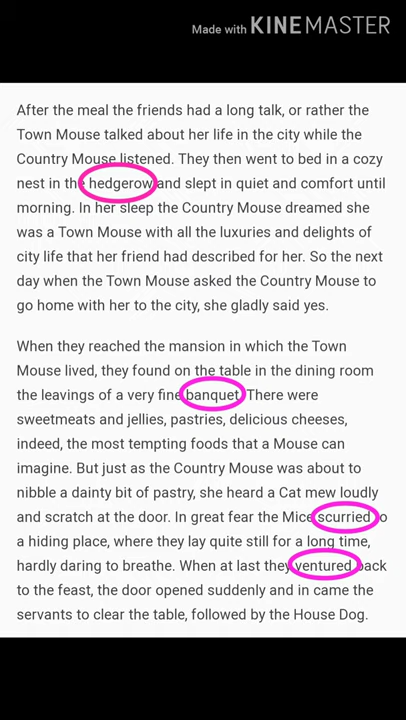 Made with KINEMASTER
After the meal the friends had a long talk, or rather the
Town Mouse talked about her life in the city while the
Country Mouse listened. They then went to bed in a cozy
nest in the hedgerow and slept in quiet and comfort until
morning. In her sleep the Country Mouse dreamed she
was a Town Mouse with all the luxuries and delights of
city life that her friend had described for her. So the next
day when the Town Mouse asked the Country Mouse to
go home with her to the city, she gladly said yes.
When they reached the mansion in which the Town
Mouse lived, they found on the table in the dining room
the leavings of a very fine banquet. There were
sweetmeats and jellies, pastries, delicious cheeses,
indeed, the most tempting foods that a Mouse can
imagine. But just as the Country Mouse was about to
nibble a dainty bit of pastry, she heard a Cat mew loudly
and scratch at the door. In great fear the Mice scurried to
a hiding place, where they lay quite still for a long time,
hardly daring to breathe. When at last they ventured back
to the feast, the door opened suddenly and in came the
servants to clear the table, followed by the House Dog.